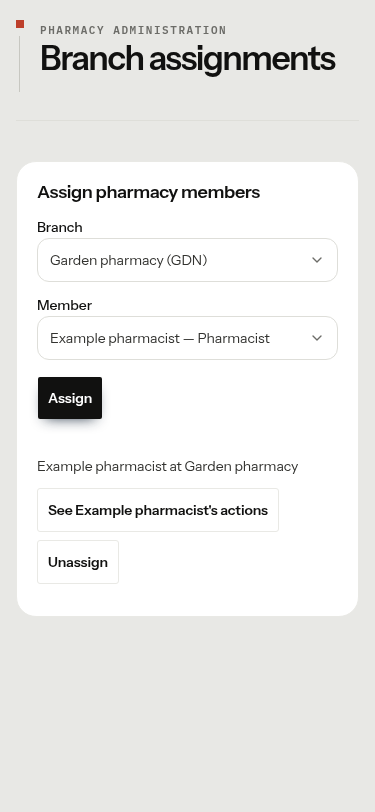 PHARMACY ADMINISTRATION
Branch assignments
Assign pharmacy members
Branch
Garden pharmacy (GDN)
Member
Example pharmacist — Pharmacist
Assign
Example pharmacist at Garden pharmacy
See Example pharmacist's actions
Unassign